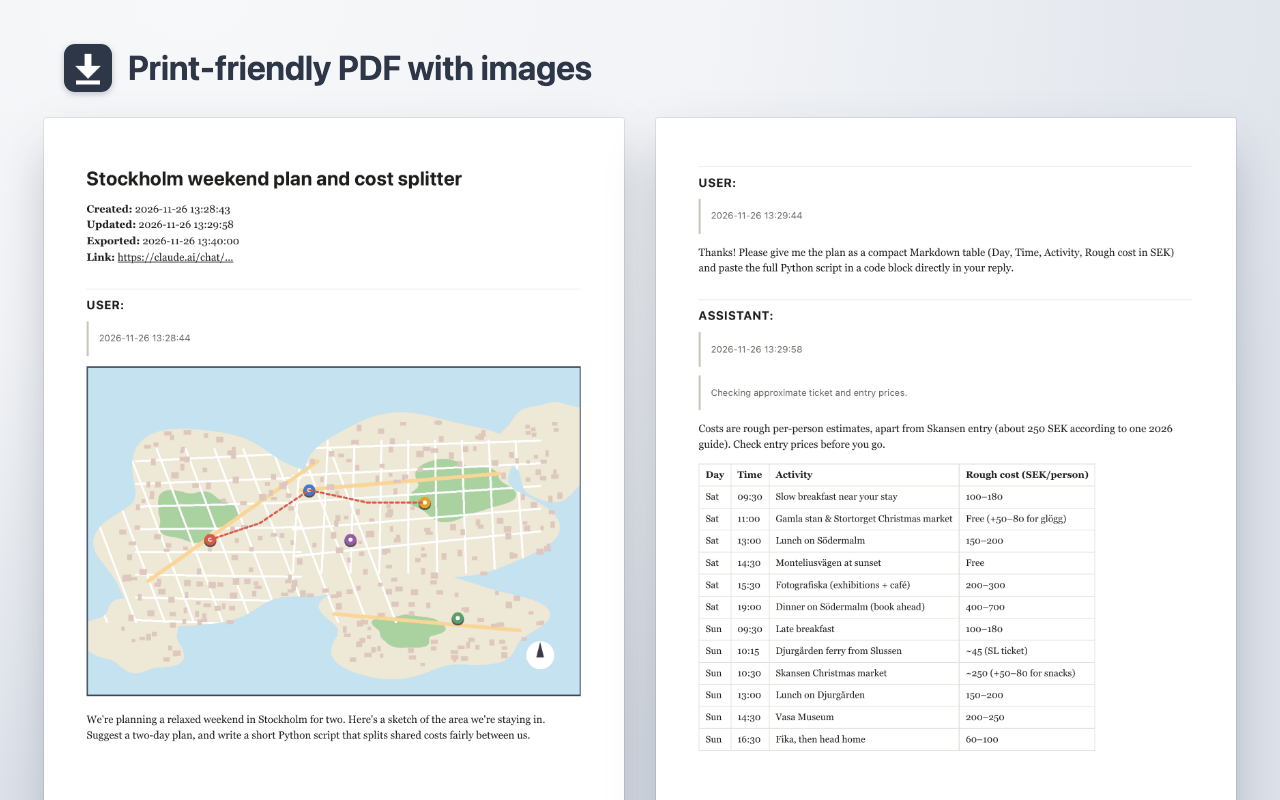 Print-friendly PDF with images
Stockholm weekend plan and cost splitter
Created: 2026-11-26 13:28:43
Updated: 2026-11-26 13:29:58
Exported: 2026-11-26 13:40:00
Link: https://claude.ai/chat/...
USER:
2026-11-26 13:28:44
We're planning a relaxed weekend in Stockholm for two. Here's a sketch of the area we're staying in.
Suggest a two-day plan, and write a short Python script that splits shared costs fairly between us.
USER:
2026-11-26 13:29:44
Thanks! Please give me the plan as a compact Markdown table (Day, Time, Activity, Rough cost in SEK)
and paste the full Python script in a code block directly in your reply.
ASSISTANT:
2026-11-26 13:29:58
Checking approximate ticket and entry prices.
Costs are rough per-person estimates, apart from Skansen entry (about 250 SEK according to one 2026
guide). Check entry prices before you go.
Day Time Activity Rough cost (SEK/person)
Sat 09:30 Slow breakfast near your stay 100–180
Sat 11:00 Gamla stan & Stortorget Christmas market Free (+50–80 for glögg)
Sat 13:00 Lunch on Södermalm 150–200
Sat 14:30 Monteliusvägen at sunset Free
Sat 15:30 Fotografiska (exhibitions + café) 200–300
Sat 19:00 Dinner on Södermalm (book ahead) 400–700
Sun 09:30 Late breakfast 100–180
Sun 10:15 Djurgården ferry from Slussen ~45 (SL ticket)
Sun 10:30 Skansen Christmas market ~250 (+50–80 for snacks)
Sun 13:00 Lunch on Djurgården 150–200
Sun 14:30 Vasa Museum 200–250
Sun 16:30 Fika, then head home 60–100